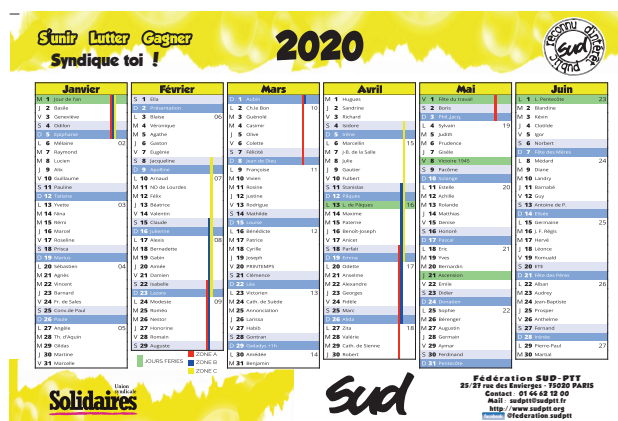 S'unir Lutter Gagner
Syndique toi !
2020
reconnu d'intérêt public
Sud
Janvier
M 1 Jour de l'an
J 2 Basile
V 3 Geneviève
S 4 Odilon
D 5 Epiphanie
L 6 Mélaine 02
M 7 Raymond
M 8 Lucien
J 9 Alix
V 10 Guillaume
S 11 Pauline
D 12 Tatiana
L 13 Yvette 03
M 14 Nina
M 15 Rémi
J 16 Marcel
V 17 Roseline
S 18 Prisca
D 19 Marius
L 20 Sébastien 04
M 21 Agnès
M 22 Vincent
J 23 Barnard
V 24 Fr. de Sales
S 25 Conv.de Paul
D 26 Paule
L 27 Angèle 05
M 28 Th. d'Aquin
M 29 Gildas
J 30 Martine
V 31 Marcelle
Février
S 1 Ella
D 2 Présentation
L 3 Blaise 06
M 4 Véronique
M 5 Agathe
J 6 Gaston
V 7 Eugénie
S 8 Jacqueline
D 9 Apolline
L 10 Arnaud 07
M 11 ND de Lourdes
M 12 Félix
J 13 Béatrice
V 14 Valentin
S 15 Claude
D 16 Julienne
L 17 Alexis 08
M 18 Bernadette
M 19 Gabin
J 20 Aimée
V 21 Damien
S 22 Isabelle
D 23 Lazare
L 24 Modeste 09
M 25 Roméo
M 26 Nestor
J 27 Honorine
V 28 Romain
S 29 Auguste
Mars
D 1 Aubin
L 2 Ch.le Bon 10
M 3 Guénolé
M 4 Casimir
J 5 Olive
V 6 Colette
S 7 Félicité
D 8 Jean de Dieu
L 9 Françoise 11
M 10 Vivien
M 11 Rosine
J 12 Justine
V 13 Rodrigue
S 14 Mathilde
D 15 Louise
L 16 Bénédicte 12
M 17 Patrice
M 18 Cyrille
J 19 Joseph
V 20 PRINTEMPS
S 21 Clémence
D 22 Léa
L 23 Victorien 13
M 24 Cath. de Suède
M 25 Annonciation
J 26 Larissa
V 27 Habib
S 28 Gontran
D 29 Gwladys +1h
L 30 Amédée 14
M 31 Benjamin
Avril
M 1 Hugues
J 2 Sandrine
V 3 Richard
S 4 Isidore
D 5 Irène
L 6 Marcellin 15
M 7 J-B. de la Salle
M 8 Julie
J 9 Gautier
V 10 Fulbert
S 11 Stanislas
D 12 Pâques
L 13 L. de Pâques 16
M 14 Maxime
M 15 Paterne
J 16 Benoît-Joseph
V 17 Anicet
S 18 Parfait
D 19 Emma
L 20 Odette 17
M 21 Anselme
M 22 Alexandre
J 23 Georges
V 24 Fidèle
S 25 Marc
D 26 Alida
L 27 Zita 18
M 28 Valérie
M 29 Cath. de Sienne
J 30 Robert
Mai
V 1 Fête du travail
S 2 Boris
D 3 Phil.Jacq.
L 4 Sylvain 19
M 5 Judith
M 6 Prudence
J 7 Gisèle
V 8 Victoire 1945
S 9 Pacôme
D 10 Solange
L 11 Estelle 20
M 12 Achille
M 13 Rolande
J 14 Matthias
V 15 Denise
S 16 Honoré
D 17 Pascal
L 18 Eric 21
M 19 Yves
M 20 Bernardin
J 21 Ascension
V 22 Emile
S 23 Didier
D 24 Donatien
L 25 Sophie 22
M 26 Bérenger
M 27 Augustin
J 28 Germain
V 29 Aymar
S 30 Ferdinand
D 31 Pentecôte
Juin
L 1 L. Pentecôte 23
M 2 Blandine
M 3 Kévin
J 4 Clotilde
V 5 Igor
S 6 Norbert
D 7 Fête des Mères
L 8 Médard 24
M 9 Diane
M 10 Landry
J 11 Barnabé
V 12 Guy
S 13 Antoine de P.
D 14 Elisée
L 15 Germaine 25
M 16 J. F. Régis
M 17 Hervé
J 18 Léonce
V 19 Romuald
S 20 ETE
D 21 Fête des Pères
L 22 Alban 26
M 23 Audrey
M 24 Jean-Baptiste
J 25 Prosper
V 26 Anthelme
S 27 Fernand
D 28 Irénée
L 29 Pierre-Paul 27
M 30 Martial
JOURS FERIES
ZONE A
ZONE B
ZONE C
Union syndicale
Solidaires
Sud
Fédération SUD-PTT
25/27 rue des Envierges - 75020 PARIS
Contact : 01 44 62 12 00
Mail : sudptt@sudptt.fr
http://www.sudptt.org
facebook @federation.sudptt